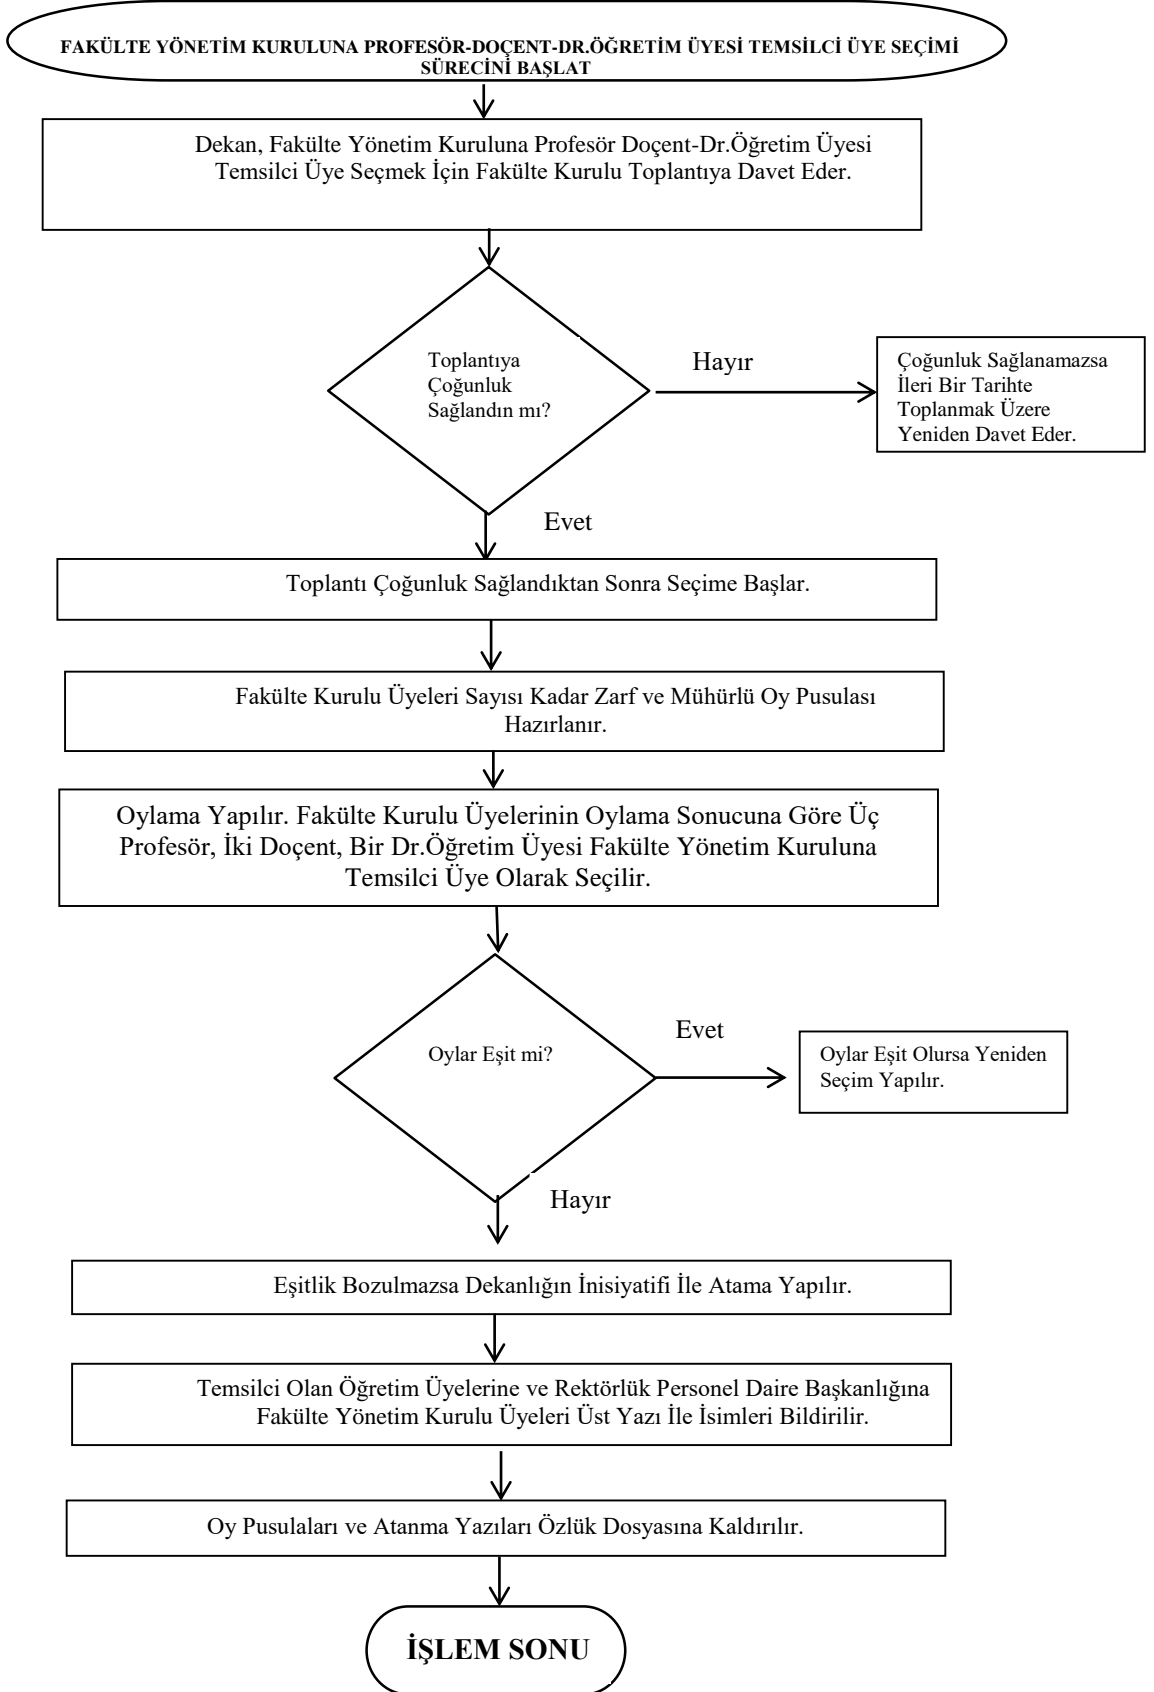 FAKÜLTE YÖNETİM KURULUNA PROFESÖR-DOÇENT-DR.ÖĞRETİM ÜYESİ TEMSİLCİ ÜYE SEÇİMİ
SÜRECİNİ BAŞLAT
Dekan, Fakülte Yönetim Kuruluna Profesör Doçent-Dr.Öğretim Üyesi
Temsilci Üye Seçmek İçin Fakülte Kurulu Toplantıya Davet Eder.
Toplantıya
Çoğunluk
Sağlandın mı?
Hayır
Çoğunluk Sağlanamazsa
İleri Bir Tarihte
Toplanmak Üzere
Yeniden Davet Eder.
Evet
Toplantı Çoğunluk Sağlandıktan Sonra Seçime Başlar.
Fakülte Kurulu Üyeleri Sayısı Kadar Zarf ve Mühürlü Oy Pusulası
Hazırlanır.
Oylama Yapılır. Fakülte Kurulu Üyelerinin Oylama Sonucuna Göre Üç
Profesör, İki Doçent, Bir Dr.Öğretim Üyesi Fakülte Yönetim Kuruluna
Temsilci Üye Olarak Seçilir.
Oylar Eşit mi?
Evet
Oylar Eşit Olursa Yeniden
Seçim Yapılır.
Hayır
Eşitlik Bozulmazsa Dekanlığın İnisiyatifi İle Atama Yapılır.
Temsilci Olan Öğretim Üyelerine ve Rektörlük Personel Daire Başkanlığına
Fakülte Yönetim Kurulu Üyeleri Üst Yazı İle İsimleri Bildirilir.
Oy Pusulaları ve Atanma Yazıları Özlük Dosyasına Kaldırılır.
İŞLEM SONU